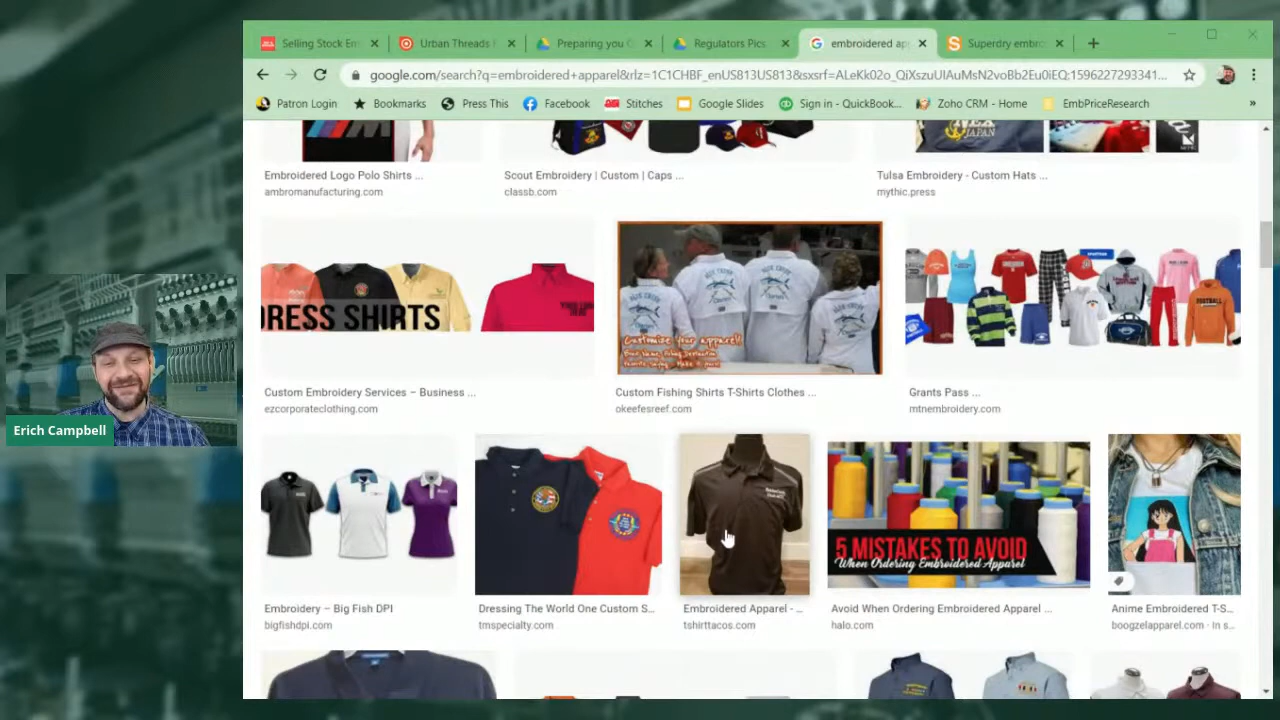 Selling Stock Em
Urban Threads
Preparing you
Regulators Pics.
embroidered ap
Superdry embro
google.com/search?q=embroidered+apparel&rlz=1C1CHBF_enUS813US813&sxsrf=ALeKk02o_QiXszuUlAuMsN2voBb2Eu0iEQ:1596227293341...
Patron Login
Bookmarks
Press This
Facebook
Stitches
Google Slides
Sign in - QuickBook...
Zoho CRM - Home
EmbPriceResearch
»
JAPAN
Embroidered Logo Polo Shirts ...
ambromanufacturing.com
Scout Embroidery | Custom | Caps ...
classb.com
Tulsa Embroidery - Custom Hats ...
mythic.press
DRESS SHIRTS
Customize your apparel!
FOOTBALL
Custom Embroidery Services – Business ...
ezcorporateclothing.com
Custom Fishing Shirts T-Shirts Clothes ...
okeefesreef.com
Grants Pass ...
mtnembroidery.com
Erich Campbell
5 MISTAKES TO AVOID
When Ordering Embroidered Apparel
Embroidery – Big Fish DPI
bigfishdpi.com
Dressing The World One Custom S...
tmspecialty.com
Embroidered Apparel - ...
tshirttacos.com
Avoid When Ordering Embroidered Apparel ...
halo.com
Anime Embroidered T-S...
boogzelapparel.com · In s...